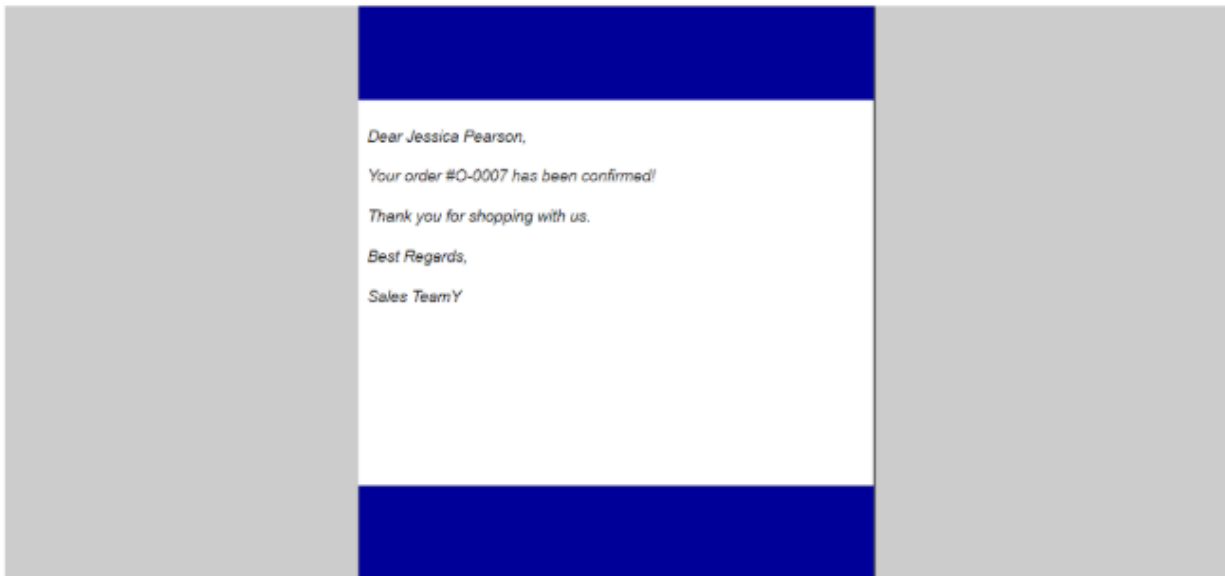 Dear Jessica Pearson,
Your order #O-0007 has been confirmed!
Thank you for shopping with us.
Best Regards,
Sales TeamY